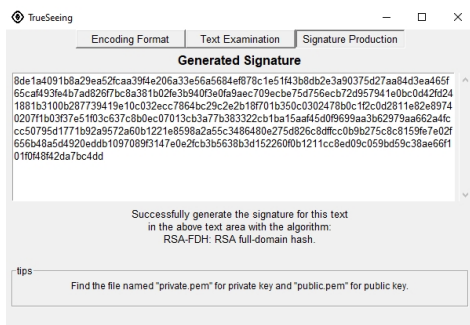 TrueSeeing
Encoding Format Text Examination Signature Production
Generated Signature
8de1a4091b8a29ea52fcaa39f4e206a33e56a5684ef878c1e51f43b8db2e3a90375d27aa84d3ea465f
65caf493fe4b7ad826f7bc8a381b02fe3b940f3e0fa9aec709ecbe75d756ecb72d957941e0bc0d42fd24
1881b3100b287739419e10c032ecc7864bc29c2e2b18f701b350c0302478b0c1f2c0d2811e82e8974
0207f1b03f37e51f03c637c8b0ec07013cb3a77b383322cb1ba15aaf45d0f9699aa3b62979aa662a4fc
cc50795d1771b92a9572a60b1221e8598a2a55c3486480e275d826c8dffcc0b9b275c8c8159fe7e02f
656b48a5d4920eddb1097089f3147e0e2fcb3b5638b3d152260f0b1211cc8ed09c059bd59c38ae66f1
01f0f48f42da7bc4dd
Successfully generate the signature for this text
in the above text area with the algorithm:
RSA-FDH: RSA full-domain hash.
tips
Find the file named "private.pem" for private key and "public.pem" for public key.